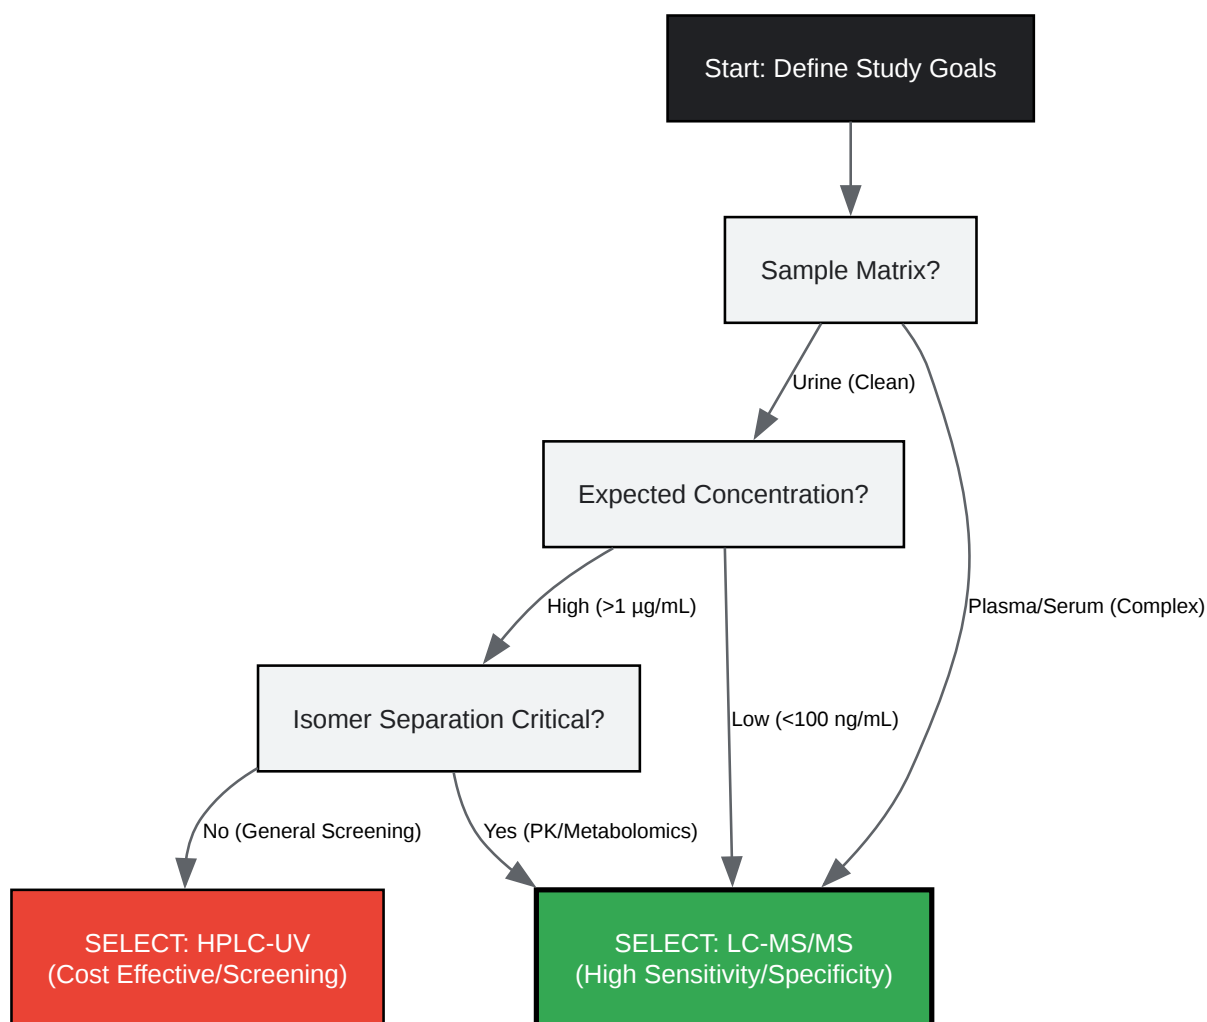 Start: Define Study Goals
Sample Matrix?
Urine (Clean)
Expected Concentration?
High (>1 µg/mL)
Plasma/Serum (Complex)
Isomer Separation Critical?
Low (<100 ng/mL)
No (General Screening)
Yes (PK/Metabolomics)
SELECT: HPLC-UV
(Cost Effective/Screening)
SELECT: LC-MS/MS
(High Sensitivity/Specificity)